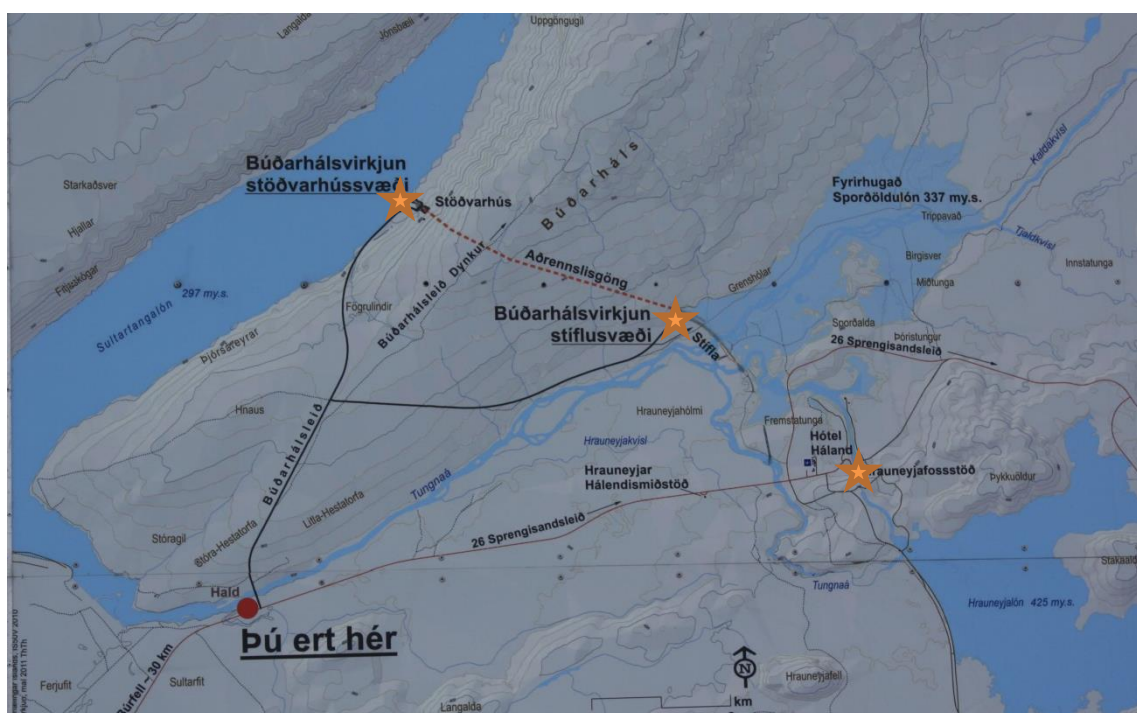 Uppgöngugil
Langalda
Jónsbæli
Búðarhálsvirkjun
stöðvarhússvæði
Stöðvarhús
Starkaðsver
Hjallar
Fitjaskógar
Búðarháls
Kaldakvísl
Fyrirhugað
Sporðöldulón 337 my.s.
Trippavað
Tjaldkvísl
Birgisver
Innstatunga
Miðtunga
Aðrennslisgöng
Grenshólar
Búðarhálsleið Dynkur
Sultartangalón 297 my.s.
Fögrulindir
Þjórsáreyrar
Búðarhálsvirkjun
stíflusvæði
Stífla
Sporðalda
Þóristungur
26 Sprengisandsleið
Hnaus
Hrauneyjahólmi
Fremstatunga
Hrauneyjakvísl
Hótel
Háland
Hrauneyjafossstöð
Þykkuöldur
Hrauneyjar
Hálendismiðstöð
Búðarhálsleið
Tungnaá
Litla-Hestatorfa
Stóra-Hestatorfa
Stóragil
26 Sprengisandsleið
Hald
Þú ert hér
Tungnaá
Hrauneyjalón 425 my.s.
Búrfell ~ 30 km
Ferjufit
Sultarfit
Langalda
N
km
Hrauneyjafell